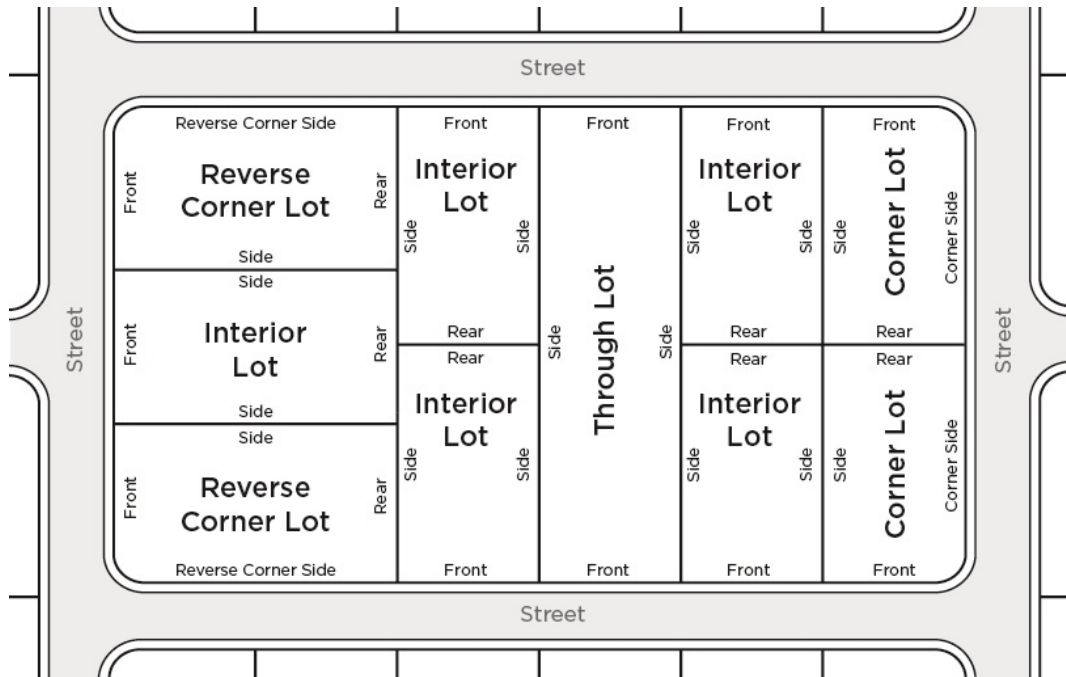 Street
Reverse Corner Side
Front
Front
Front
Front
Front
Reverse
Corner Lot
Rear
Side
Interior
Lot
Side
Side
Interior
Lot
Side
Side
Side
Corner Lot
Corner Side
Side
Front
Interior
Lot
Rear
Side
Rear
Rear
Side
Through Lot
Side
Rear
Rear
Rear
Rear
Street
Street
Side
Front
Reverse
Corner Lot
Rear
Interior
Lot
Side
Side
Interior
Lot
Side
Side
Side
Corner Lot
Corner Side
Reverse Corner Side
Front
Front
Front
Front
Street